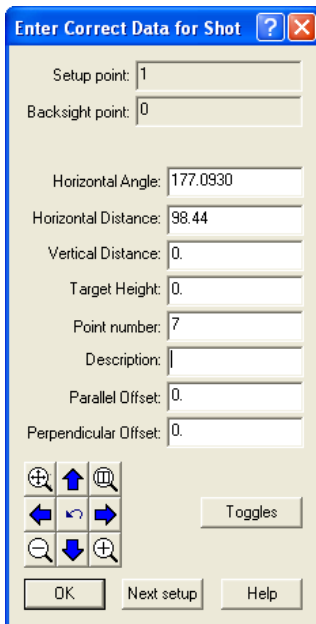 Enter Correct Data for Shot
Setup point: 1
Backsight point: 0
Horizontal Angle: 177.0930
Horizontal Distance: 98.44
Vertical Distance: 0.
Target Height: 0.
Point number: 7
Description:
Parallel Offset: 0.
Perpendicular Offset: 0.
Toggles
OK Next setup Help